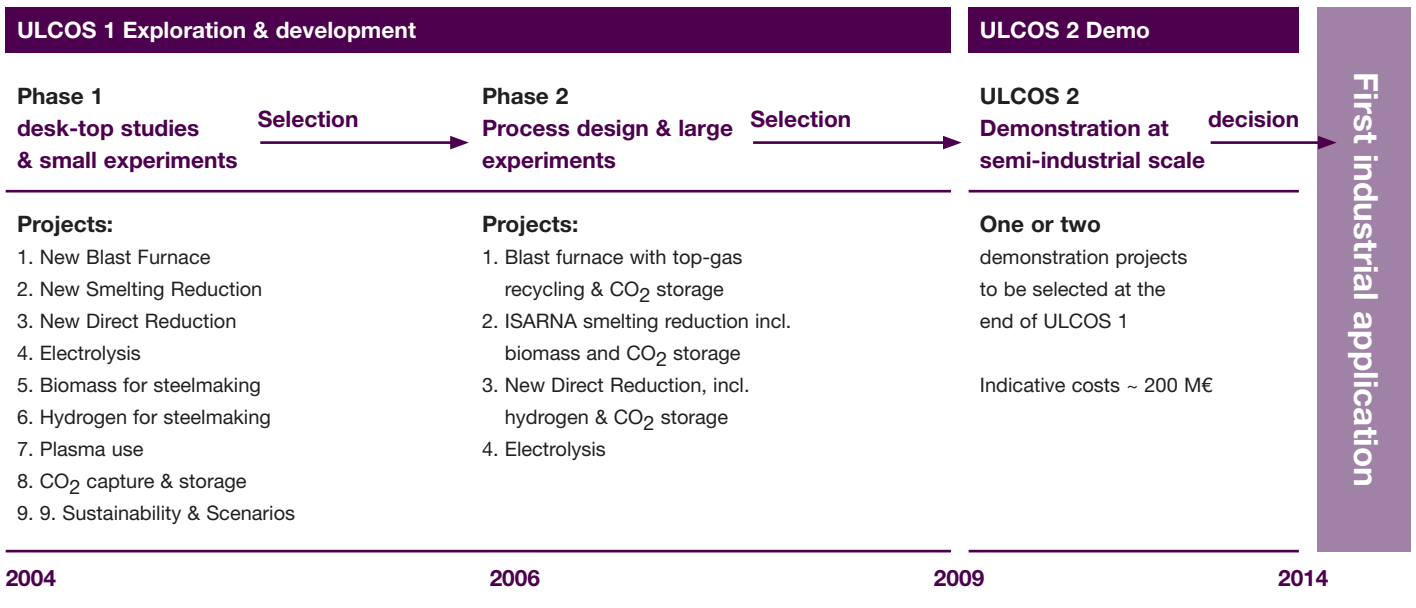 ULCOS 1 Exploration & development
ULCOS 2 Demo
Phase 1
desk-top studies
& small experiments
Selection
Phase 2
Process design & large
experiments
Selection
ULCOS 2
Demonstration at
semi-industrial scale
decision
First industrial application
Projects:
1. New Blast Furnace
2. New Smelting Reduction
3. New Direct Reduction
4. Electrolysis
5. Biomass for steelmaking
6. Hydrogen for steelmaking
7. Plasma use
8. CO2 capture & storage
9. 9. Sustainability & Scenarios
Projects:
1. Blast furnace with top-gas
recycling & CO2 storage
2. ISARNA smelting reduction incl.
biomass and CO2 storage
3. New Direct Reduction, incl.
hydrogen & CO2 storage
4. Electrolysis
One or two
demonstration projects
to be selected at the
end of ULCOS 1
Indicative costs ~ 200 M€
2004
2006
2009
2014